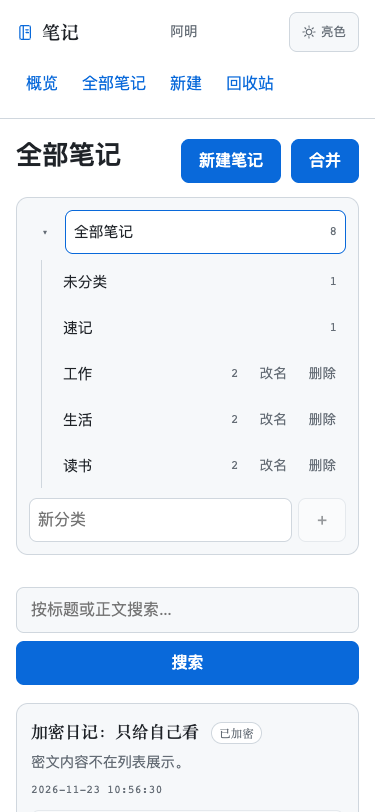 笔记 阿明 亮色
概览 全部笔记 新建 回收站
全部笔记 新建笔记 合并
▾ 全部笔记 8
未分类 1
速记 1
工作 2 改名 删除
生活 2 改名 删除
读书 2 改名 删除
新分类 +
按标题或正文搜索…
搜索
加密日记：只给自己看 已加密
密文内容不在列表展示。
2026-11-23 10:56:30